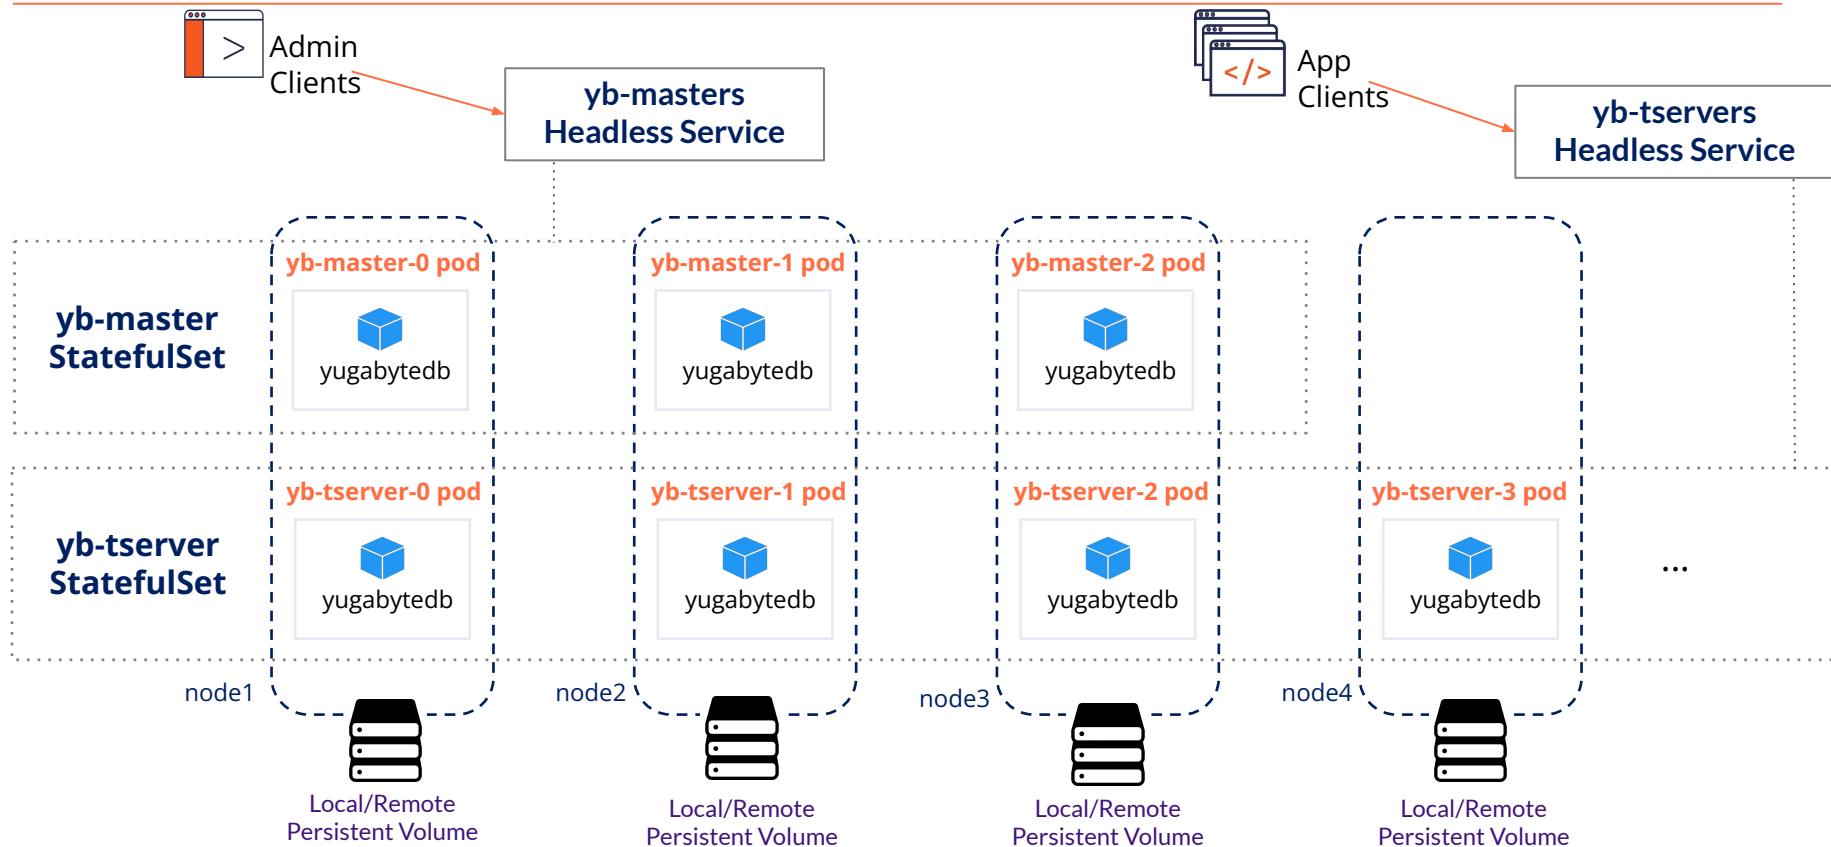 Admin
Clients
>
yb-masters
Headless Service
</>
App
Clients
yb-tservers
Headless Service
yb-master
StatefulSet
yb-master-0 pod
yugabytedb
yb-master-1 pod
yugabytedb
yb-master-2 pod
yugabytedb
yb-tserver
StatefulSet
yb-tserver-0 pod
yugabytedb
yb-tserver-1 pod
yugabytedb
yb-tserver-2 pod
yugabytedb
yb-tserver-3 pod
yugabytedb
...
node1
node2
node3
node4
Local/Remote
Persistent Volume
Local/Remote
Persistent Volume
Local/Remote
Persistent Volume
Local/Remote
Persistent Volume